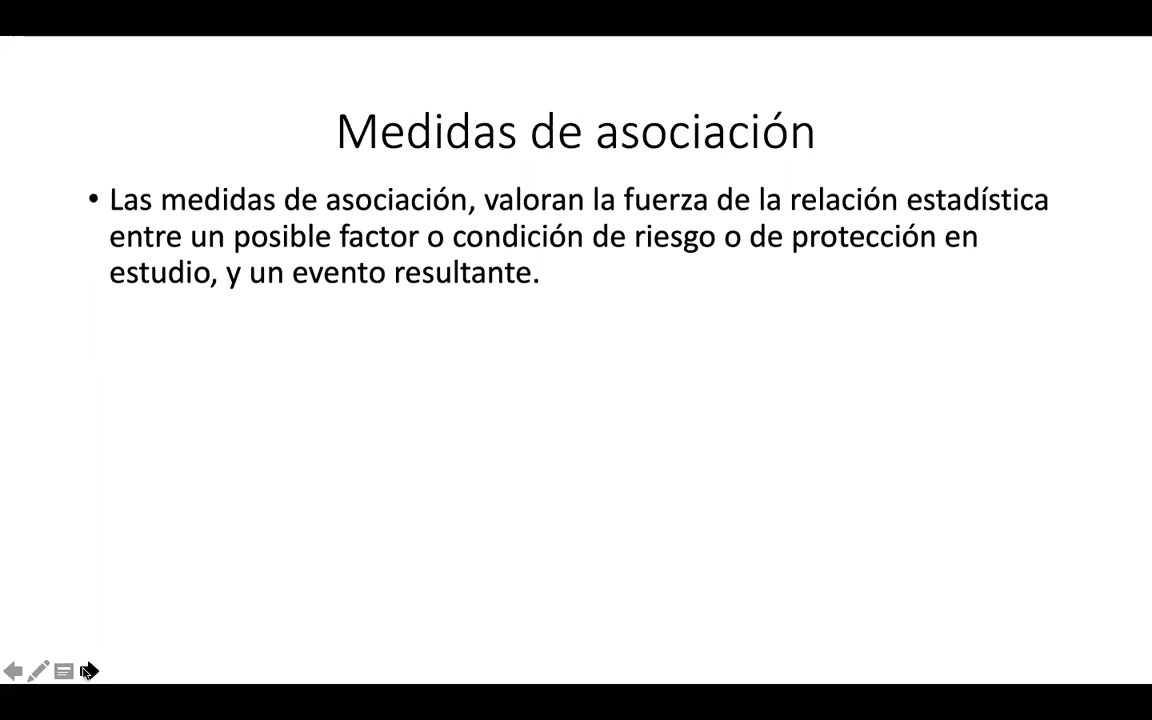 Medidas de asociación
• Las medidas de asociación, valoran la fuerza de la relación estadística
entre un posible factor o condición de riesgo o de protección en
estudio, y un evento resultante.